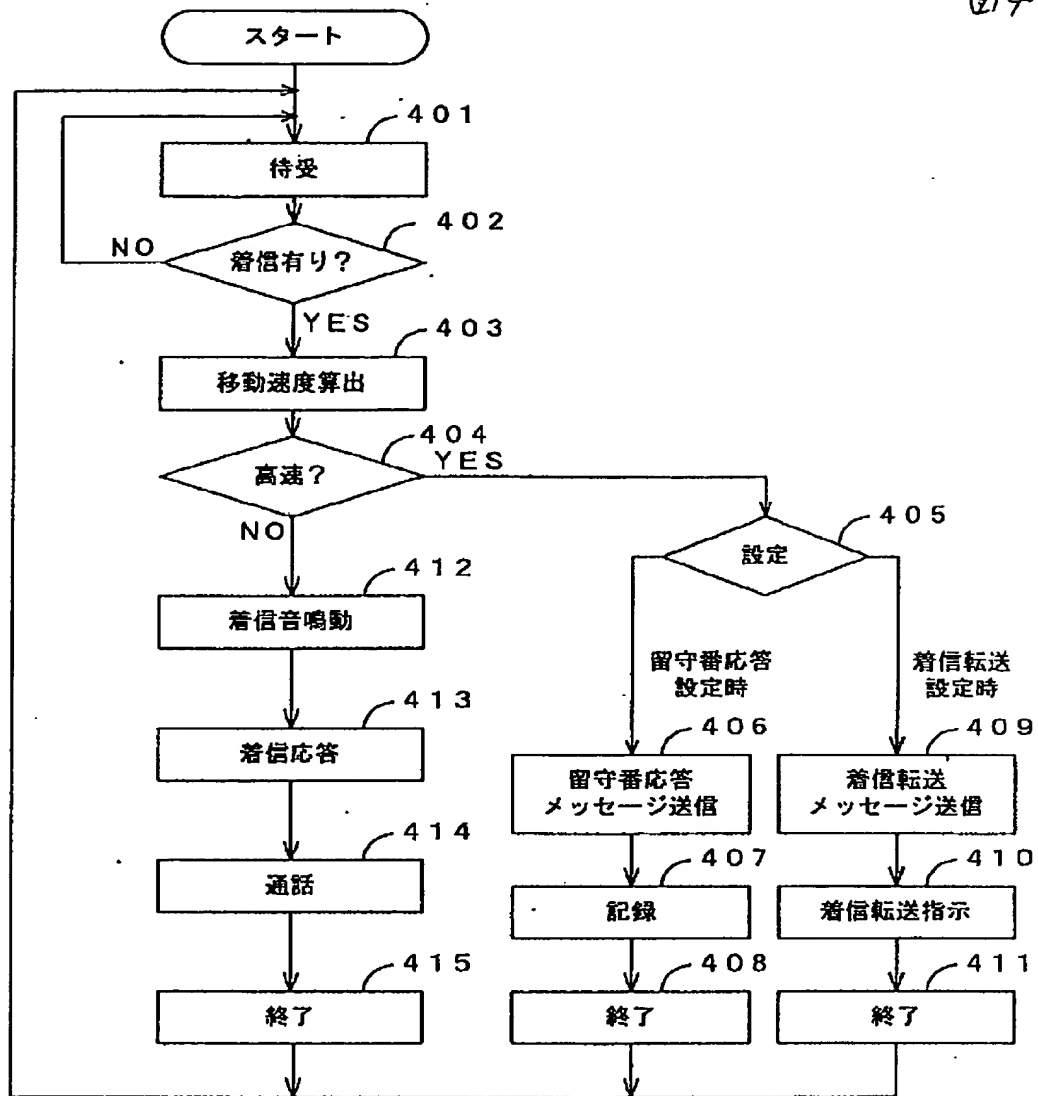 図4
スタート
401
待受
402
着信有り?
NO
YES
403
移動速度算出
404
高速?
YES
NO
405
設定
412
着信音鳴動
留守番応答
設定時
着信転送
設定時
413
着信応答
406
留守番応答
メッセージ送信
409
着信転送
メッセージ送信
414
通話
407
記録
410
着信転送指示
415
終了
408
終了
411
終了